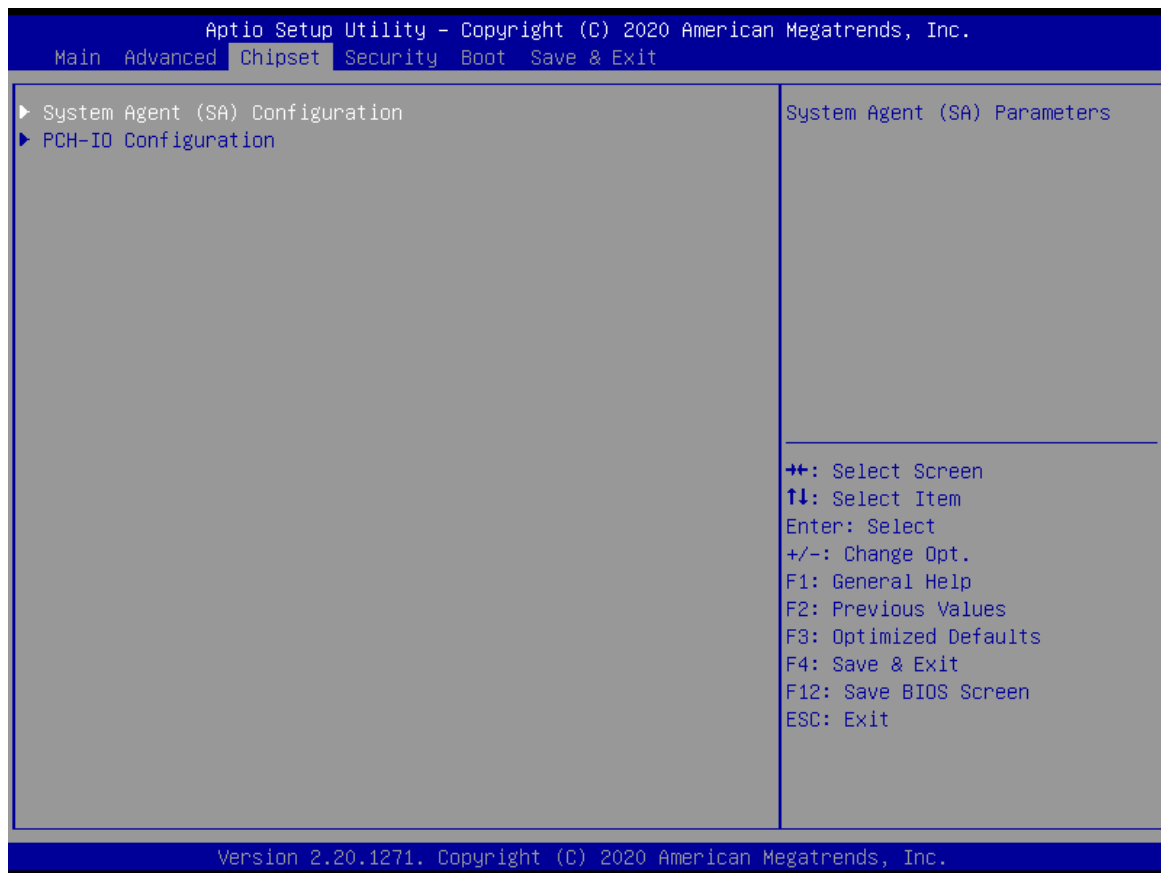 Aptio Setup Utility – Copyright (C) 2020 American Megatrends, Inc.
Main Advanced Chipset Security Boot Save & Exit
▶ System Agent (SA) Configuration
▶ PCH-IO Configuration
System Agent (SA) Parameters
→←: Select Screen
↑↓: Select Item
Enter: Select
+/-: Change Opt.
F1: General Help
F2: Previous Values
F3: Optimized Defaults
F4: Save & Exit
F12: Save BIOS Screen
ESC: Exit
Version 2.20.1271. Copyright (C) 2020 American Megatrends, Inc.